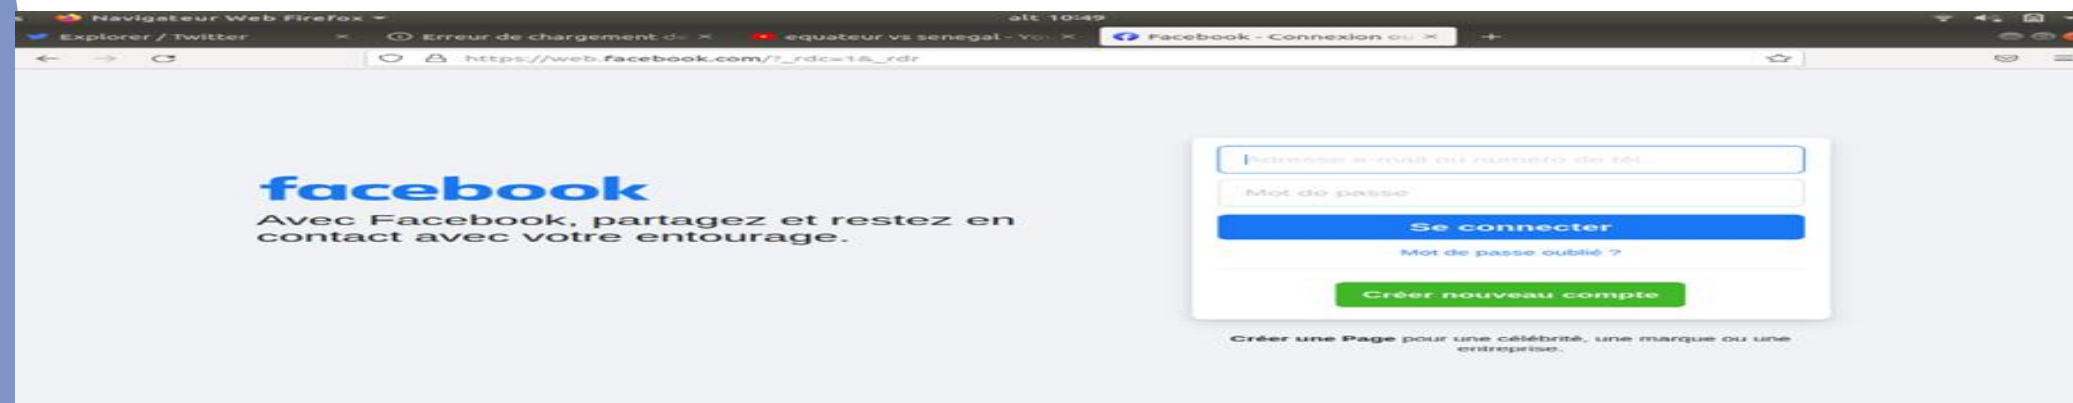 Navigateur Web Firefox
alt 10:49
Explorer / Twitter
Erreur de chargement de
equateur vs senegal - You
Facebook - Connexion ou
https://web.facebook.com/?_rdc=1&_rdr
Adresse e-mail ou numéro de tél.
facebook
Mot de passe
Avec Facebook, partagez et restez en
contact avec votre entourage.
Se connecter
Mot de passe oublié ?
Créer nouveau compte
Créer une Page pour une célébrité, une marque ou une
entreprise.